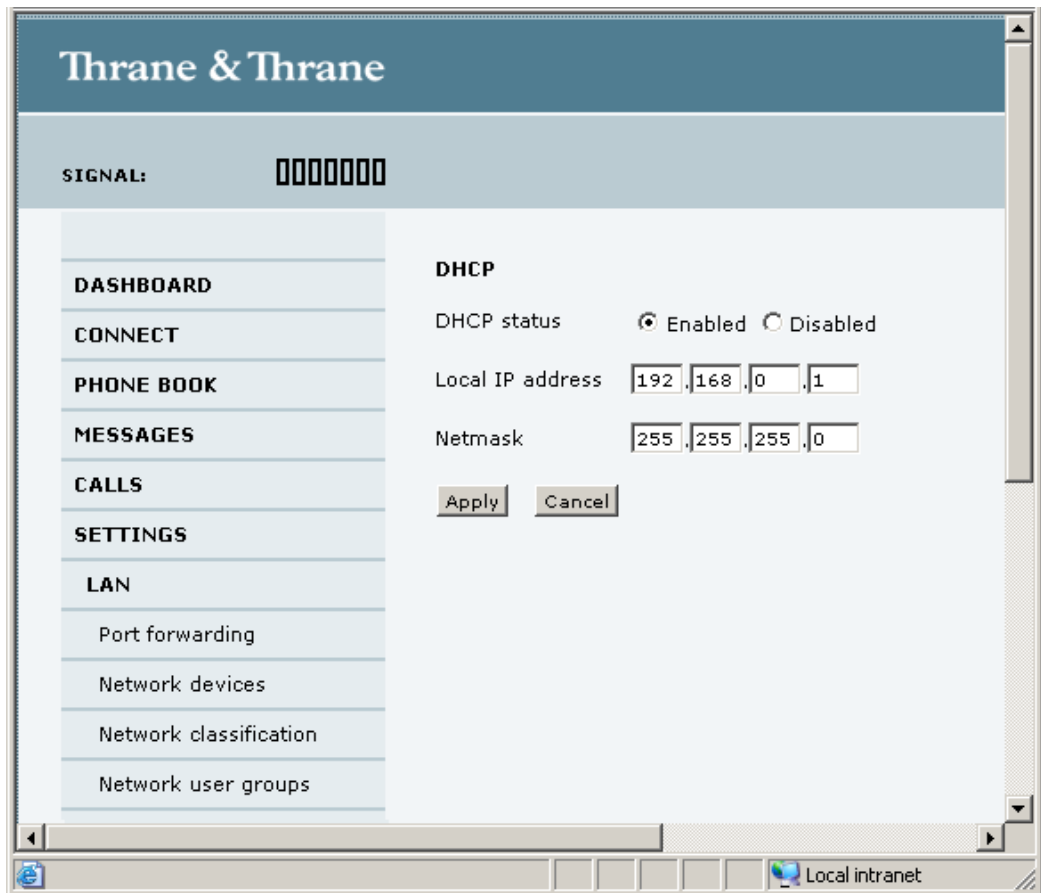 Thrane & Thrane
SIGNAL:
DASHBOARD
CONNECT
PHONE BOOK
MESSAGES
CALLS
SETTINGS
LAN
Port forwarding
Network devices
Network classification
Network user groups
DHCP
DHCP status Enabled Disabled
Local IP address 192 . 168 . 0 . 1
Netmask 255 . 255 . 255 . 0
Apply Cancel
Local intranet